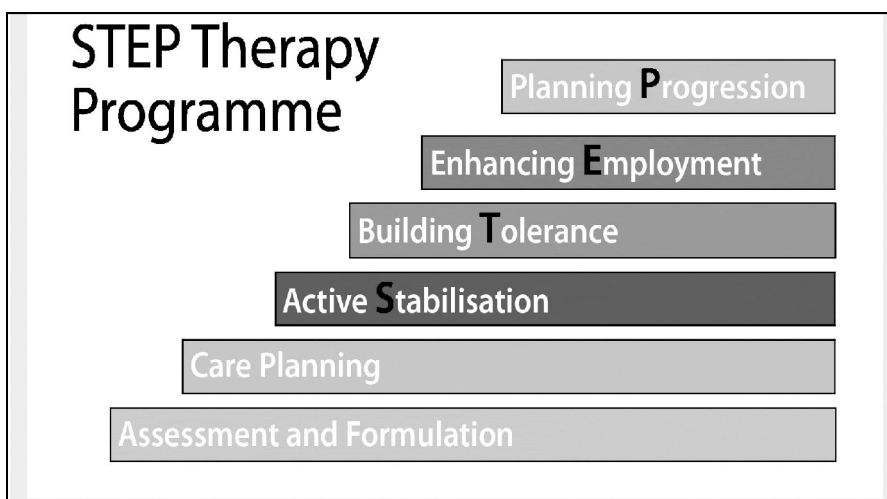 STEP Therapy
Programme
Planning Progression
Enhancing Employment
Building Tolerance
Active Stabilisation
Care Planning
Assessment and Formulation